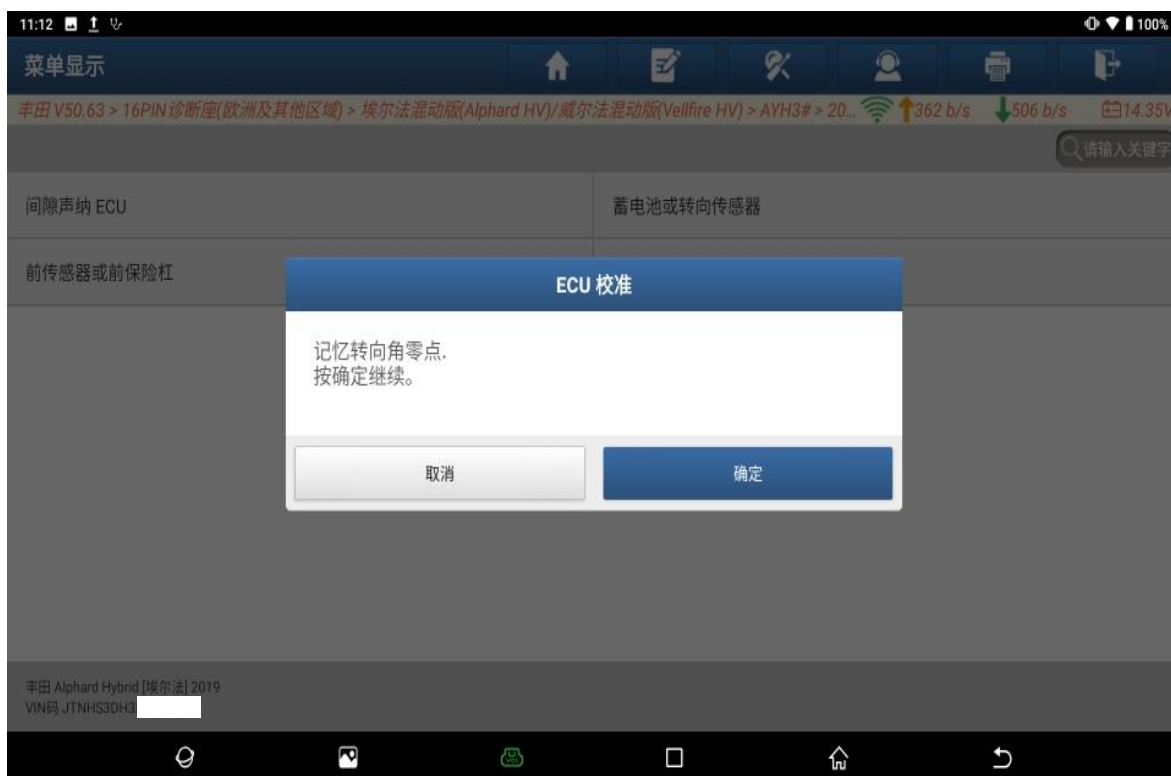 11:12
100%
菜单显示
丰田 V50.63 > 16PIN诊断座(欧洲及其他区域) > 埃尔法混动版(Alphard HV)/威尔法混动版(Vellfire HV) > AYH3# > 20... 362 b/s 506 b/s 14.35V
请输入关键字
间隙声纳 ECU
蓄电池或转向传感器
前传感器或前保险杠
ECU 校准
记忆转向角零点.
按确定继续。
取消
确定
丰田 Alphard Hybrid [埃尔法] 2019
VIN码 JTNHS3DH3